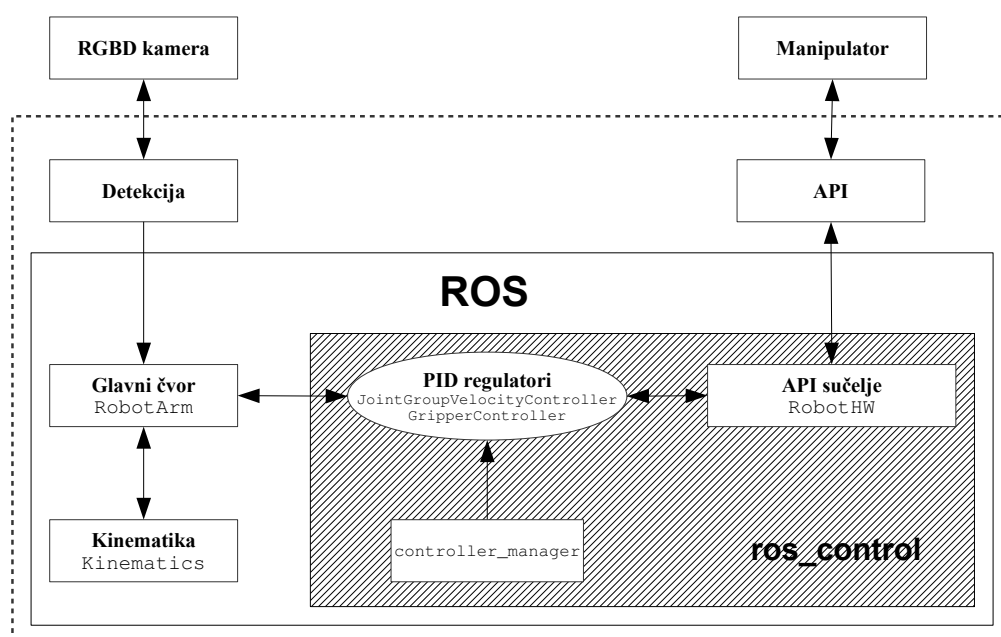 RGBD kamera
Manipulator
Detekcija
API
ROS
Glavni čvor
RobotArm
PID regulatori
JointGroupVelocityController
GripperController
API sučelje
RobotHW
Kinematika
Kinematics
controller_manager
ros_control